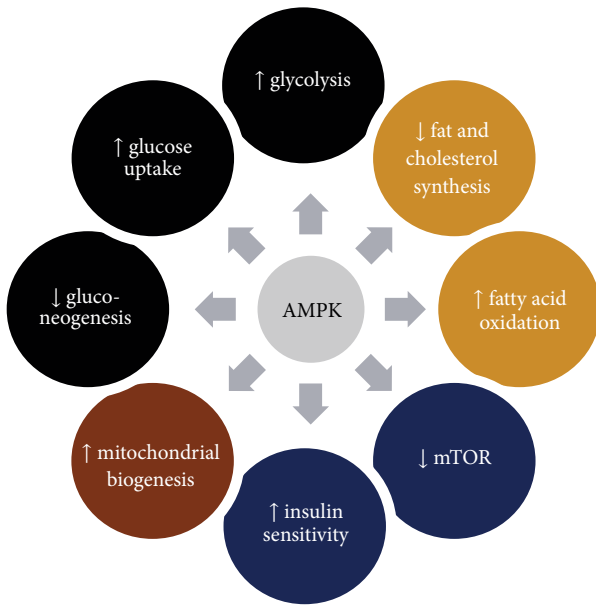 ↑ glycolysis
↓ fat and
cholesterol
synthesis
↑ fatty acid
oxidation
↓ mTOR
↑ insulin
sensitivity
↑ mitochondrial
biogenesis
↓ gluco-
neogenesis
↑ glucose
uptake
AMPK